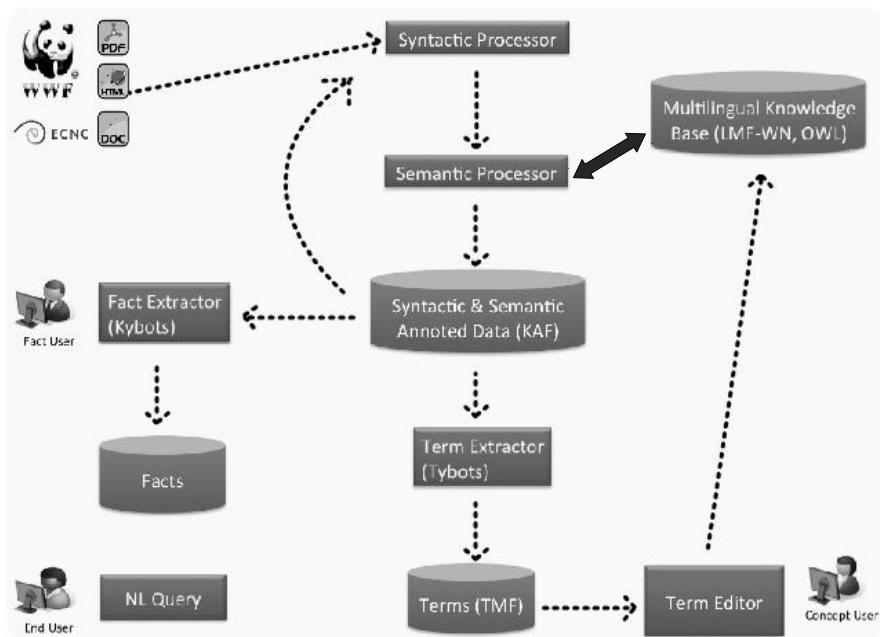 PDF
Syntactic Processor
WWF
HTML
Multilingual Knowledge
Base (LMF-WN, OWL)
ECNC
DOC
Semantic Processor
Fact Extractor
(Kybots)
Syntactic & Semantic
Annoted Data (KAF)
Fact User
Term Extractor
(Tybots)
Facts
NL Query
Terms (TMF)
Term Editor
End User
Concept User